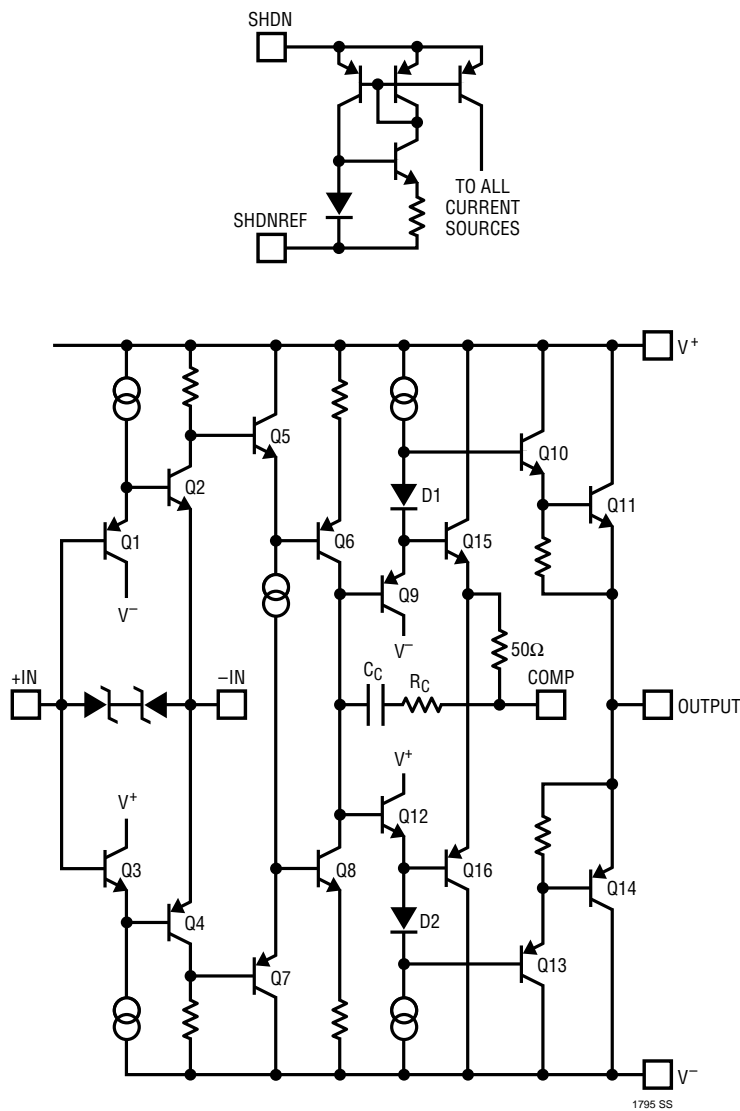 SHDN
TO ALL
CURRENT
SOURCES
SHDNREF
V+
Q5
Q10
Q2
D1
Q11
Q1
Q6
Q15
Q9
V−
V−
50Ω
+IN
−IN
CC
RC
COMP
OUTPUT
V+
V+
Q12
Q3
Q8
Q16
Q14
Q4
D2
Q7
Q13
V−
1795 SS